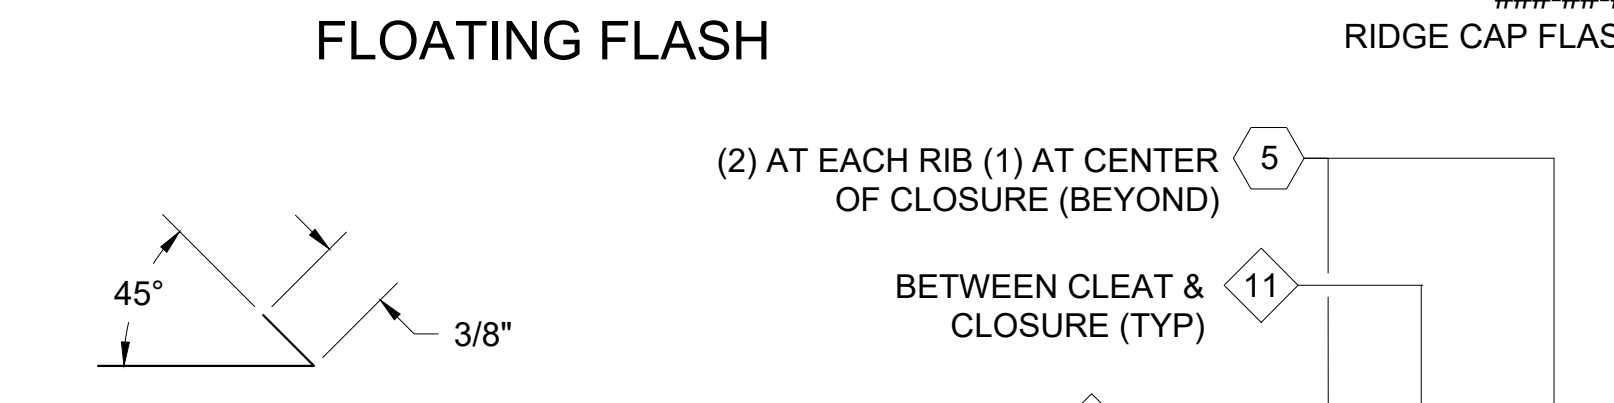 FLOATING FLASH
RIDGE CAP
(2) AT EACH RIB (1) AT CENTER
OF CLOSURE (BEYOND)
5
BETWEEN CLEAT &
CLOSURE (TYP)
11
45°
3/8"